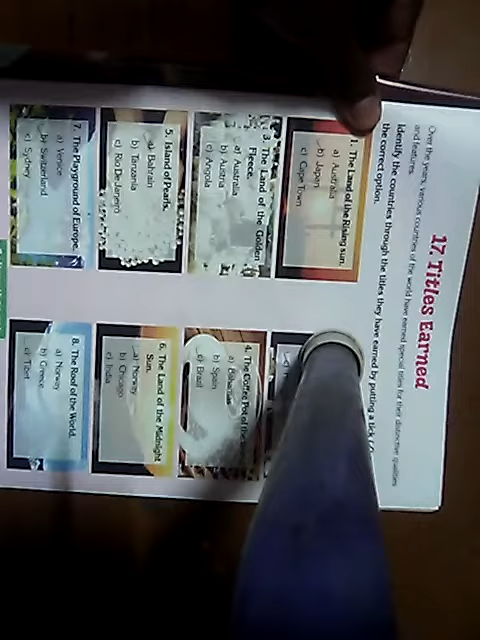 17. Titles Earned
Over the years, various countries of the world have earned special titles for their distinctive qualities
and features.
Identify the countries through the titles they have earned by putting a tick
the correct option.
1. The Land of the Rising sun.
a) Australia
b) Japan
c) Cape Town
3. The Land of the Golden
Fleece.
a) Australia
b) Austria
c) Angola
4. The Coffee Pot of the
b) Spain
c) Brazil
5. Island of Pearls.
a) Bahrain
b) Tanzania
c) Rio De Janeiro
6. The Land of the Midnight
Sun.
a) Norway
b) Chicago
c) India
7. The Playground of Europe.
a) Venice
b) Switzerland
c) Sydney
8. The Roof of the World.
a) Norway
b) Greece
c) Tibet